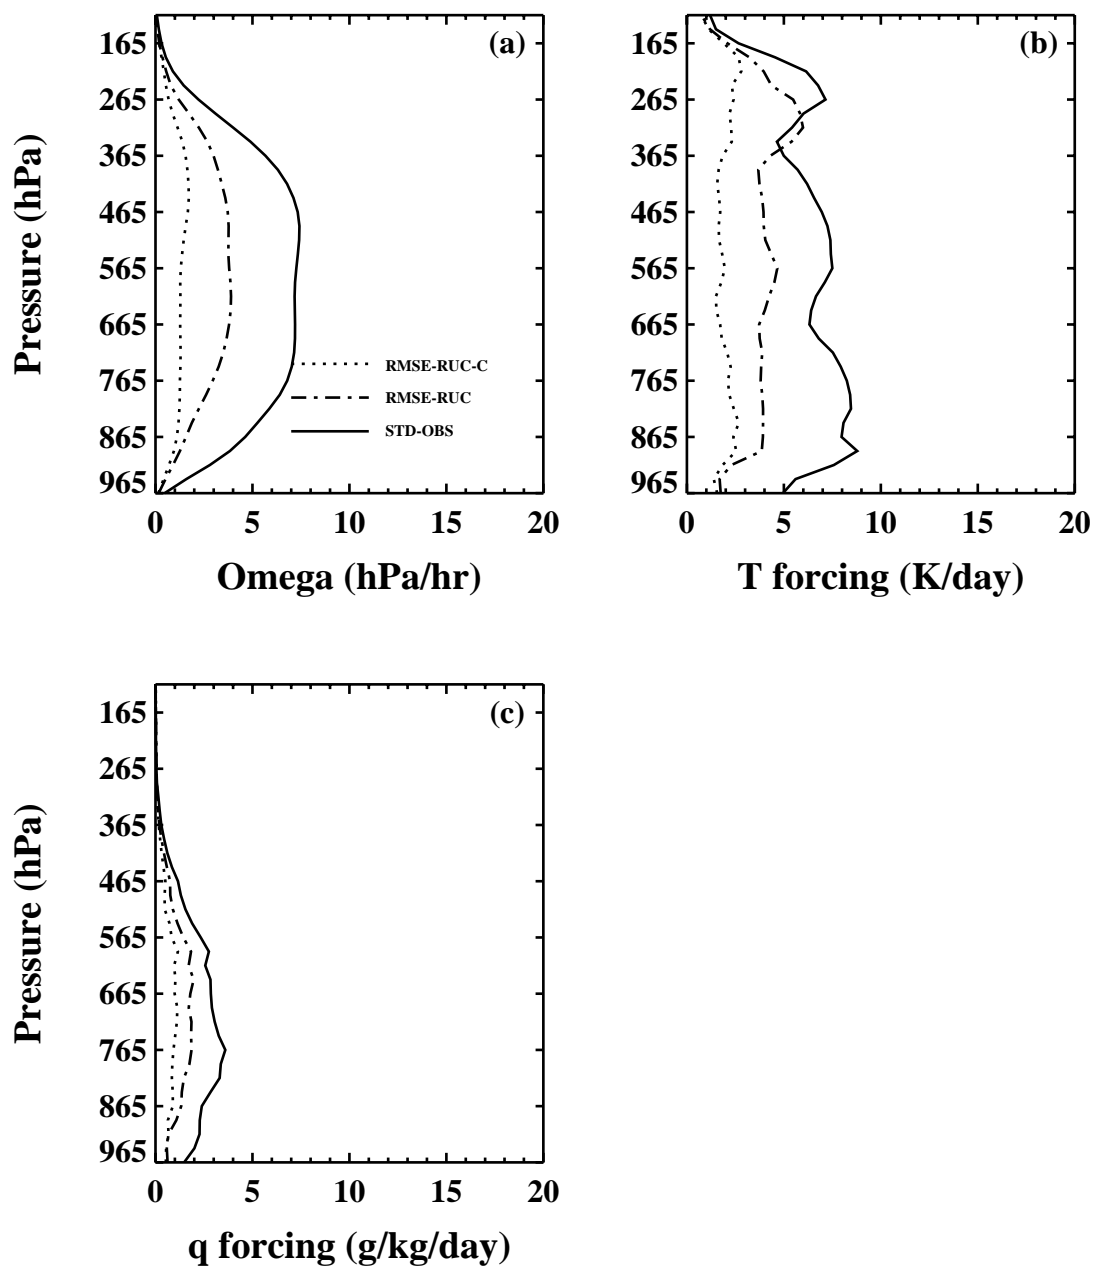 (a)
Pressure (hPa)
165
265
365
465
565
665
765
865
965
RMSE-RUC-C
RMSE-RUC
STD-OBS
0 5 10 15 20
Omega (hPa/hr)
(b)
165
265
365
465
565
665
765
865
965
0 5 10 15 20
T forcing (K/day)
(c)
Pressure (hPa)
165
265
365
465
565
665
765
865
965
0 5 10 15 20
q forcing (g/kg/day)